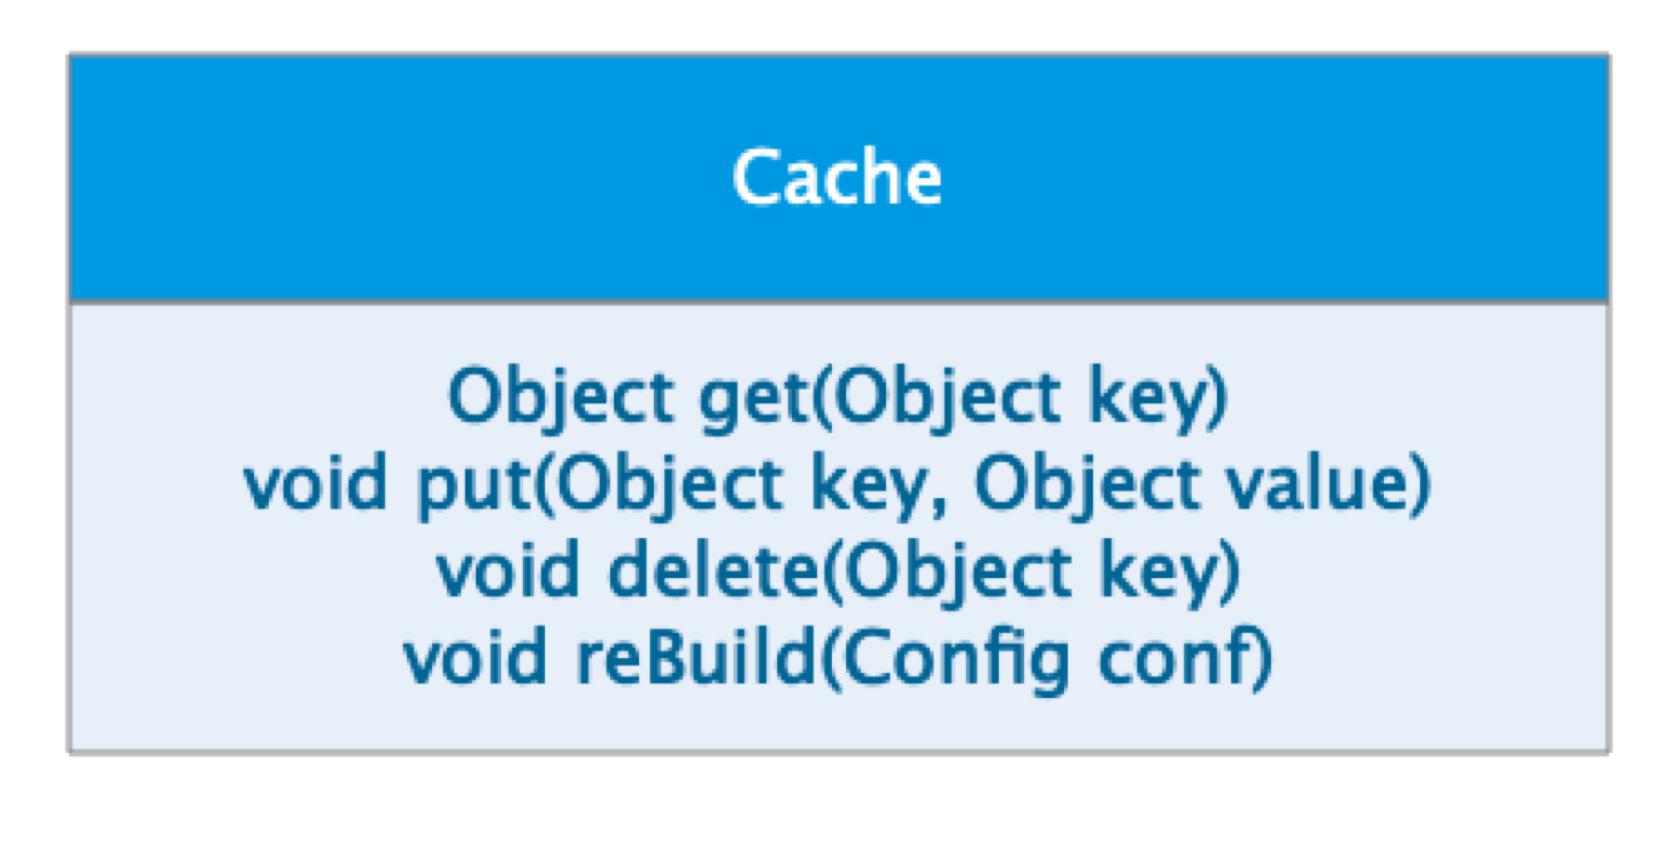 Cache
Object get(Object key)
void put(Object key, Object value)
void delete(Object key)
void reBuild(Config conf)